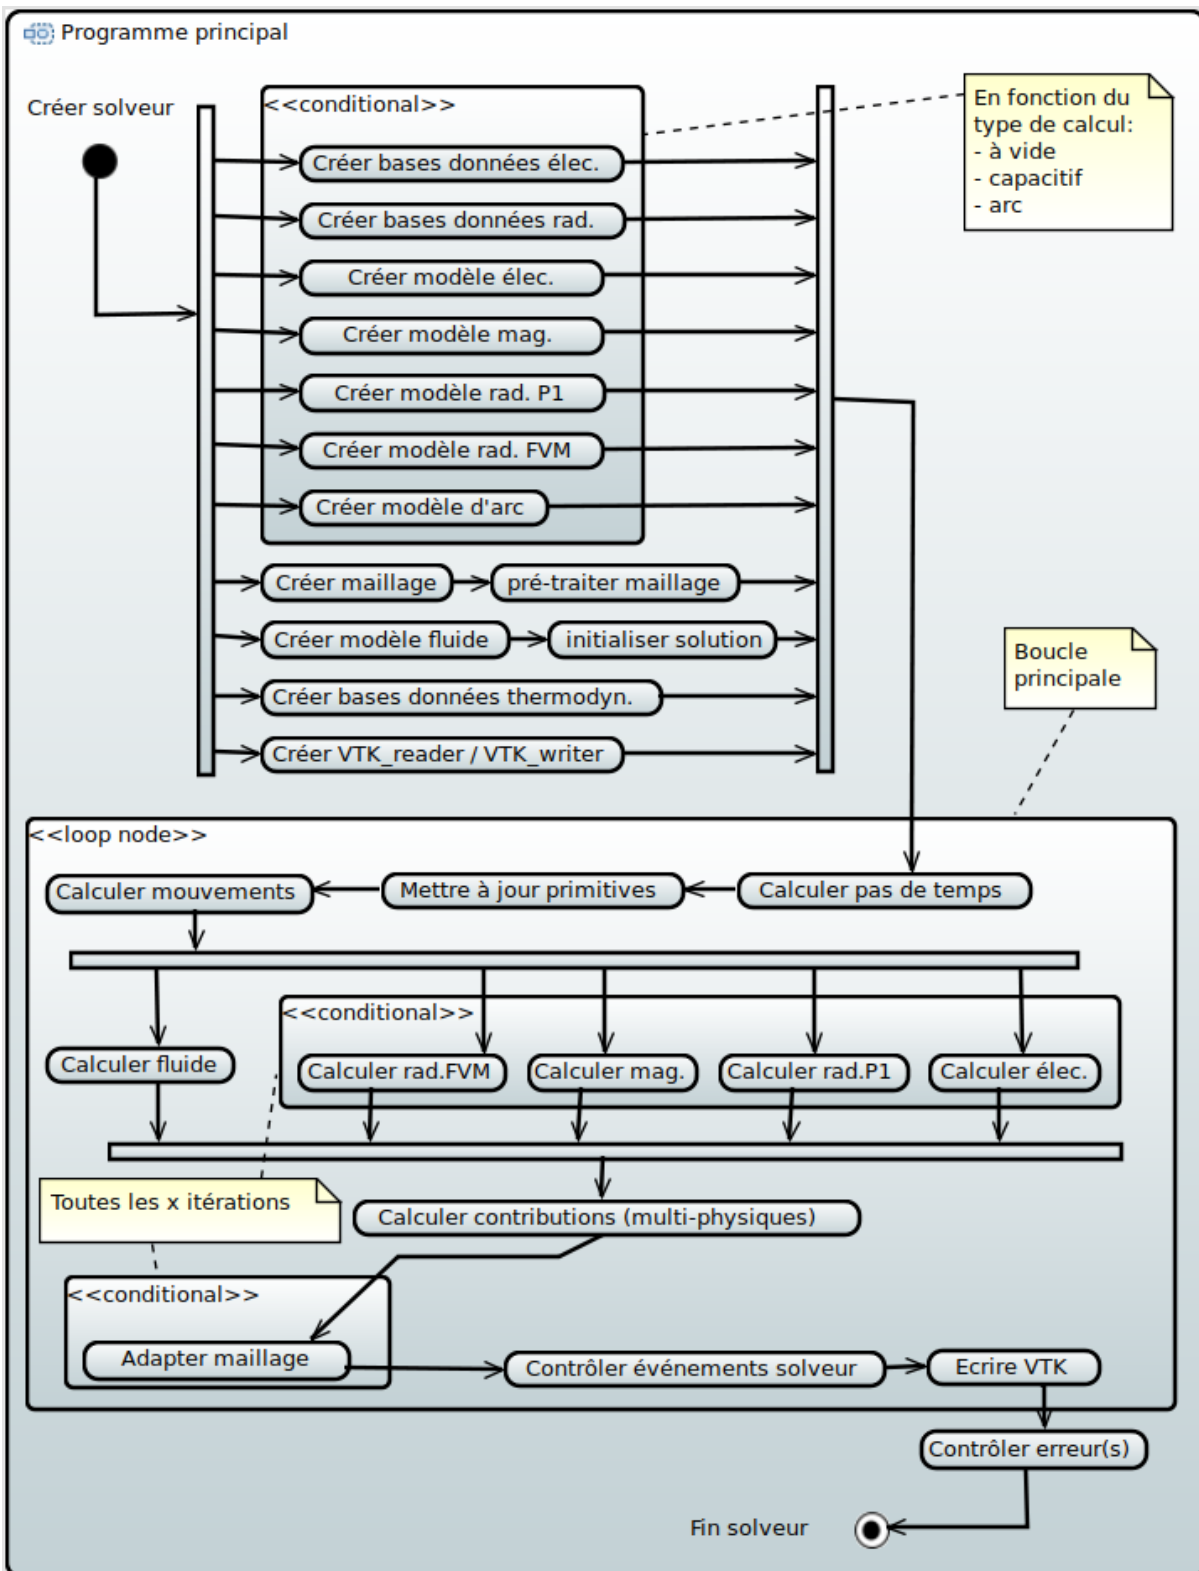 Programme principal
Créer solveur
<<conditional>>
En fonction du
type de calcul:
- à vide
- capacitif
- arc
Créer bases données élec.
Créer bases données rad.
Créer modèle élec.
Créer modèle mag.
Créer modèle rad. P1
Créer modèle rad. FVM
Créer modèle d'arc
Créer maillage
pré-traiter maillage
Créer modèle fluide
initialiser solution
Créer bases données thermodyn.
Créer VTK_reader / VTK_writer
Boucle
principale
<<loop node>>
Calculer mouvements
Mettre à jour primitives
Calculer pas de temps
<<conditional>>
Calculer fluide
Calculer rad.FVM
Calculer mag.
Calculer rad.P1
Calculer élec.
Toutes les x itérations
Calculer contributions (multi-physiques)
<<conditional>>
Adapter maillage
Contrôler événements solveur
Ecrire VTK
Contrôler erreur(s)
Fin solveur